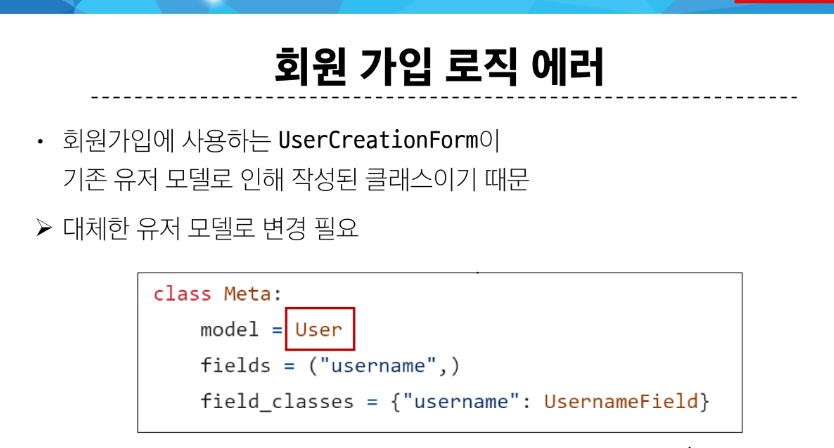 회원 가입 로직 에러
• 회원가입에 사용하는 UserCreationForm이
기존 유저 모델로 인해 작성된 클래스이기 때문
➢ 대체한 유저 모델로 변경 필요
class Meta:
model = User
fields = ("username",)
field_classes = {"username": UsernameField}